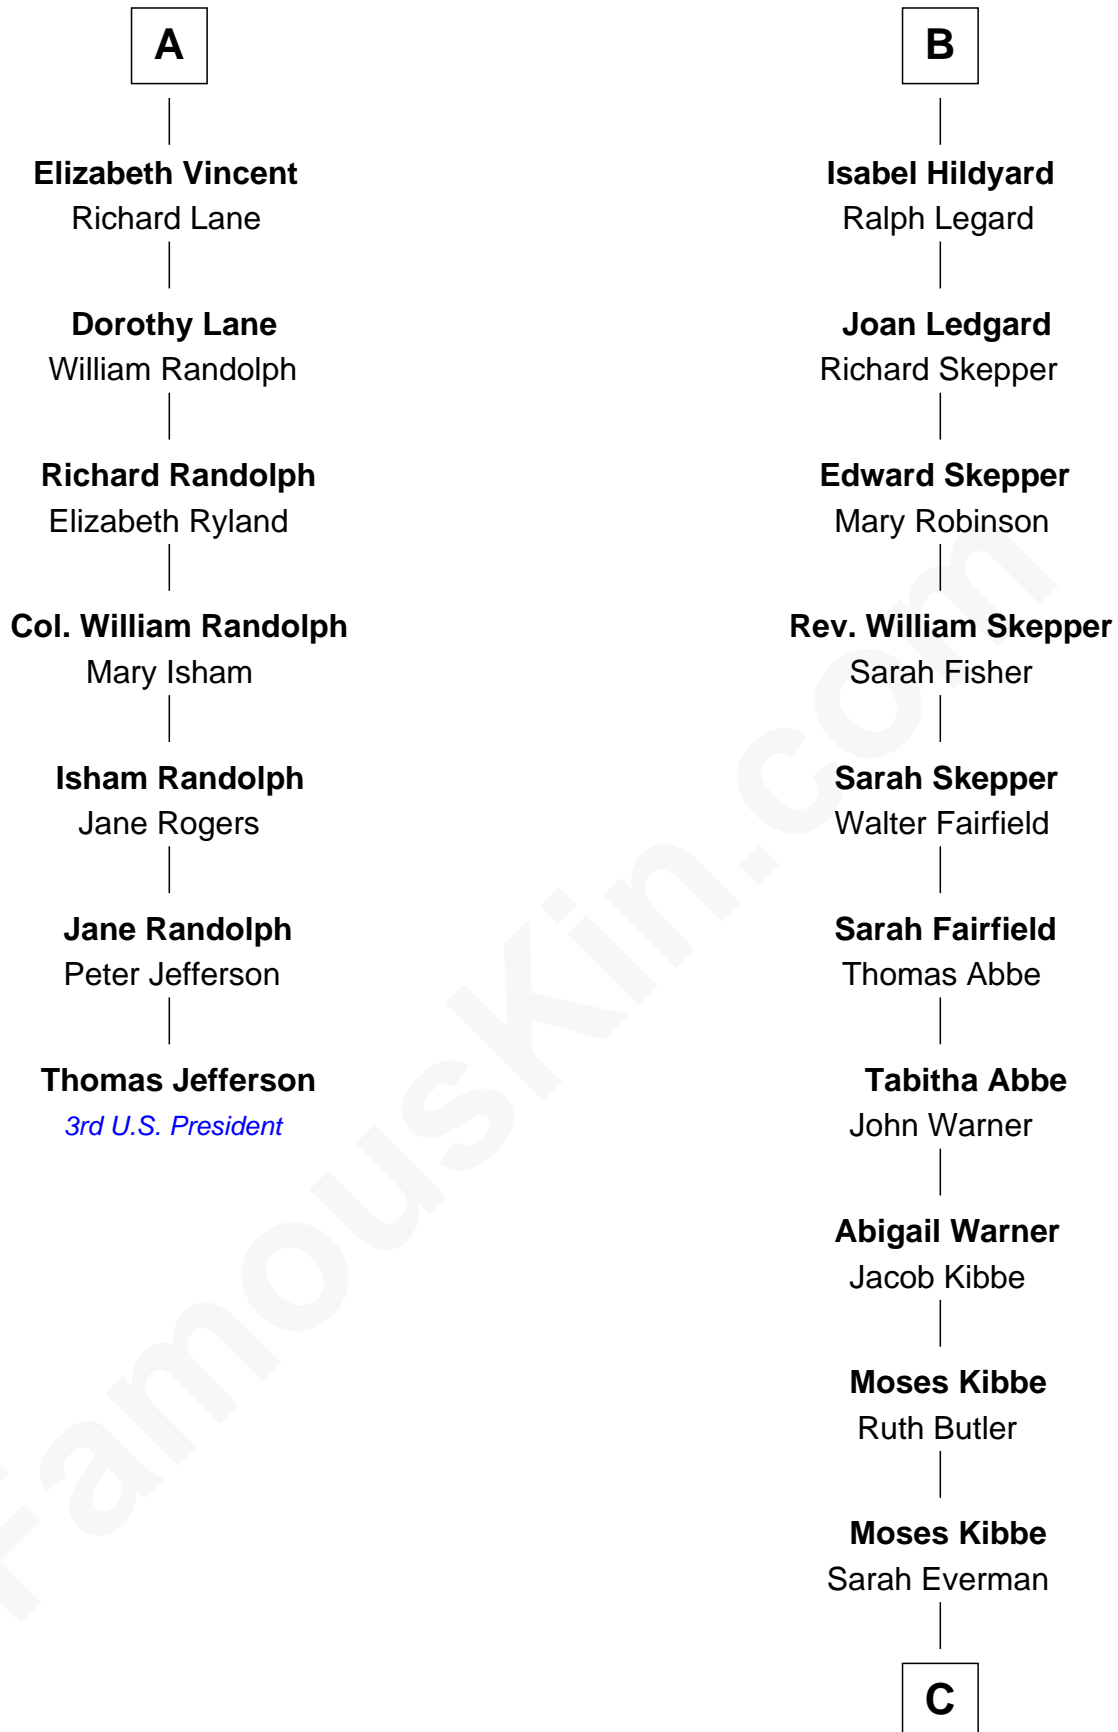 A
Elizabeth Vincent
Richard Lane
Dorothy Lane
William Randolph
Richard Randolph
Elizabeth Ryland
Col. William Randolph
Mary Isham
Isham Randolph
Jane Rogers
Jane Randolph
Peter Jefferson
Thomas Jefferson
3rd U.S. President
B
Isabel Hildyard
Ralph Legard
Joan Ledgard
Richard Skepper
Edward Skepper
Mary Robinson
Rev. William Skepper
Sarah Fisher
Sarah Skepper
Walter Fairfield
Sarah Fairfield
Thomas Abbe
Tabitha Abbe
John Warner
Abigail Warner
Jacob Kibbe
Moses Kibbe
Ruth Butler
Moses Kibbe
Sarah Everman
C
FamousKin.com